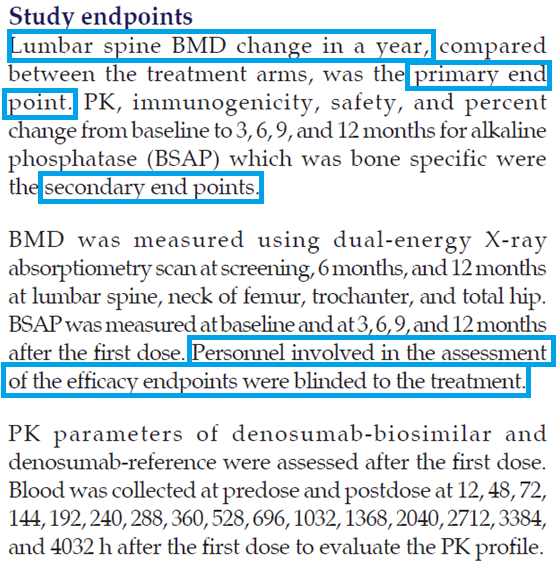 Study endpoints
Lumbar spine BMD change in a year, compared
between the treatment arms, was the primary end
point. PK, immunogenicity, safety, and percent
change from baseline to 3, 6, 9, and 12 months for alkaline
phosphatase (BSAP) which was bone specific were
the secondary end points.
BMD was measured using dual-energy X-ray
absorptiometry scan at screening, 6 months, and 12 months
at lumbar spine, neck of femur, trochanter, and total hip.
BSAP was measured at baseline and at 3, 6, 9, and 12 months
after the first dose. Personnel involved in the assessment
of the efficacy endpoints were blinded to the treatment.
PK parameters of denosumab-biosimilar and
denosumab-reference were assessed after the first dose.
Blood was collected at predose and postdose at 12, 48, 72,
144, 192, 240, 288, 360, 528, 696, 1032, 1368, 2040, 2712, 3384,
and 4032 h after the first dose to evaluate the PK profile.